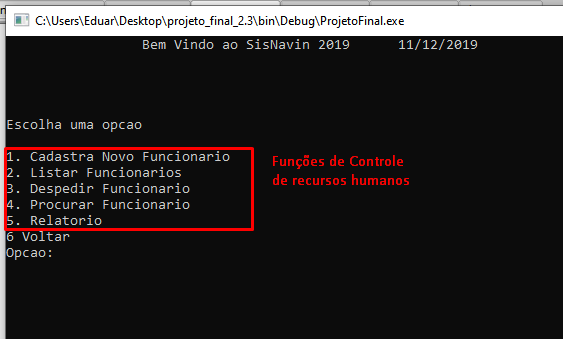 C:\Users\Eduar\Desktop\projeto_final_2.3\bin\Debug\ProjetoFinal.exe
Bem Vindo ao SisNavin 2019 11/12/2019
Escolha uma opcao
1. Cadastra Novo Funcionario
2. Listar Funcionarios
3. Despedir Funcionario
4. Procurar Funcionario
5. Relatorio
6 Voltar
Opcao:
Funções de Controle
de recursos humanos